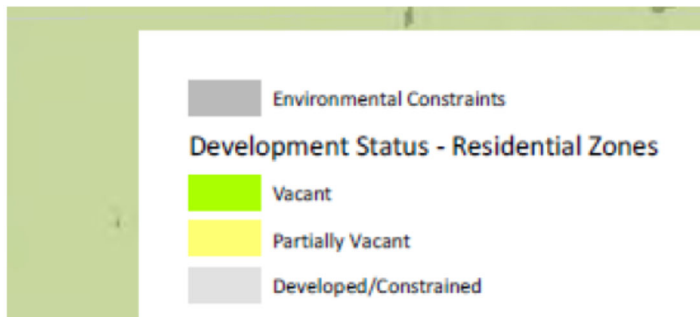 Environmental Constraints
Development Status - Residential Zones
Vacant
Partially Vacant
Developed/Constrained